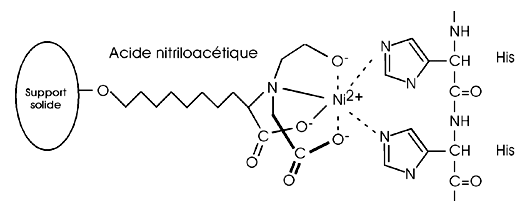 Acide nitriloacétique
Support
solide
O
N
O-
O-
O-
O
O
Ni2+
N
N
N
N
NH
CH
C=O
NH
CH
C=O
His
His